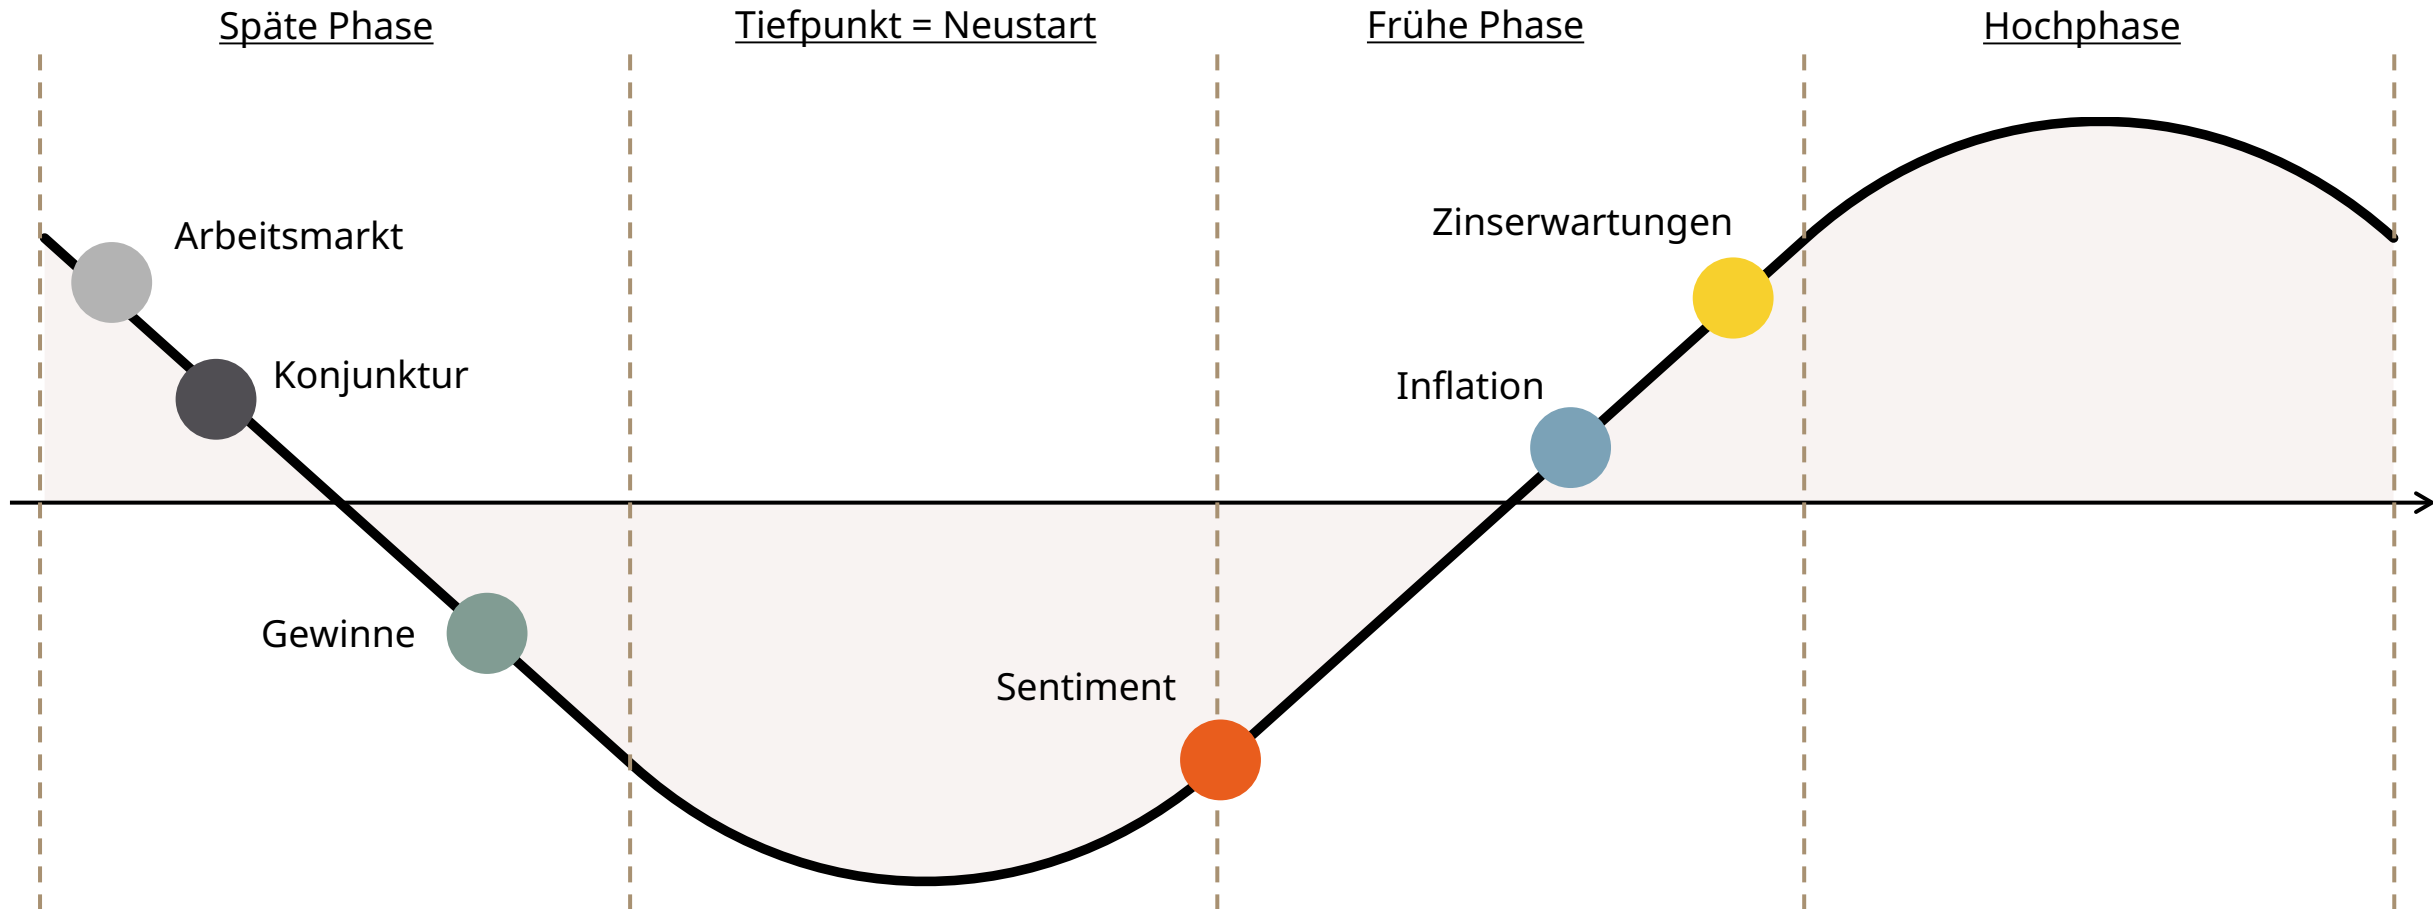 Späte Phase
Tiefpunkt = Neustart
Frühe Phase
Hochphase
Arbeitsmarkt
Zinserwartungen
Konjunktur
Inflation
Gewinne
Sentiment